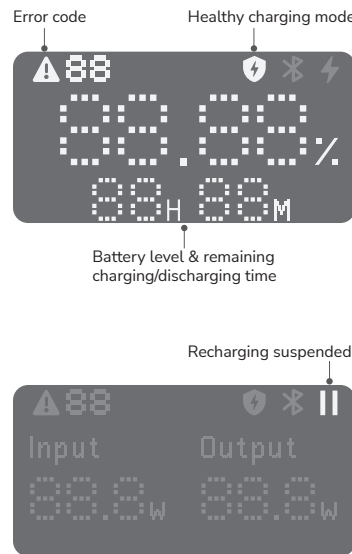 Error code
Healthy charging mode
88
88.88%
88H 88M
Battery level & remaining
charging/discharging time
Recharging suspended
88
Input
Output
88.8W
88.8W